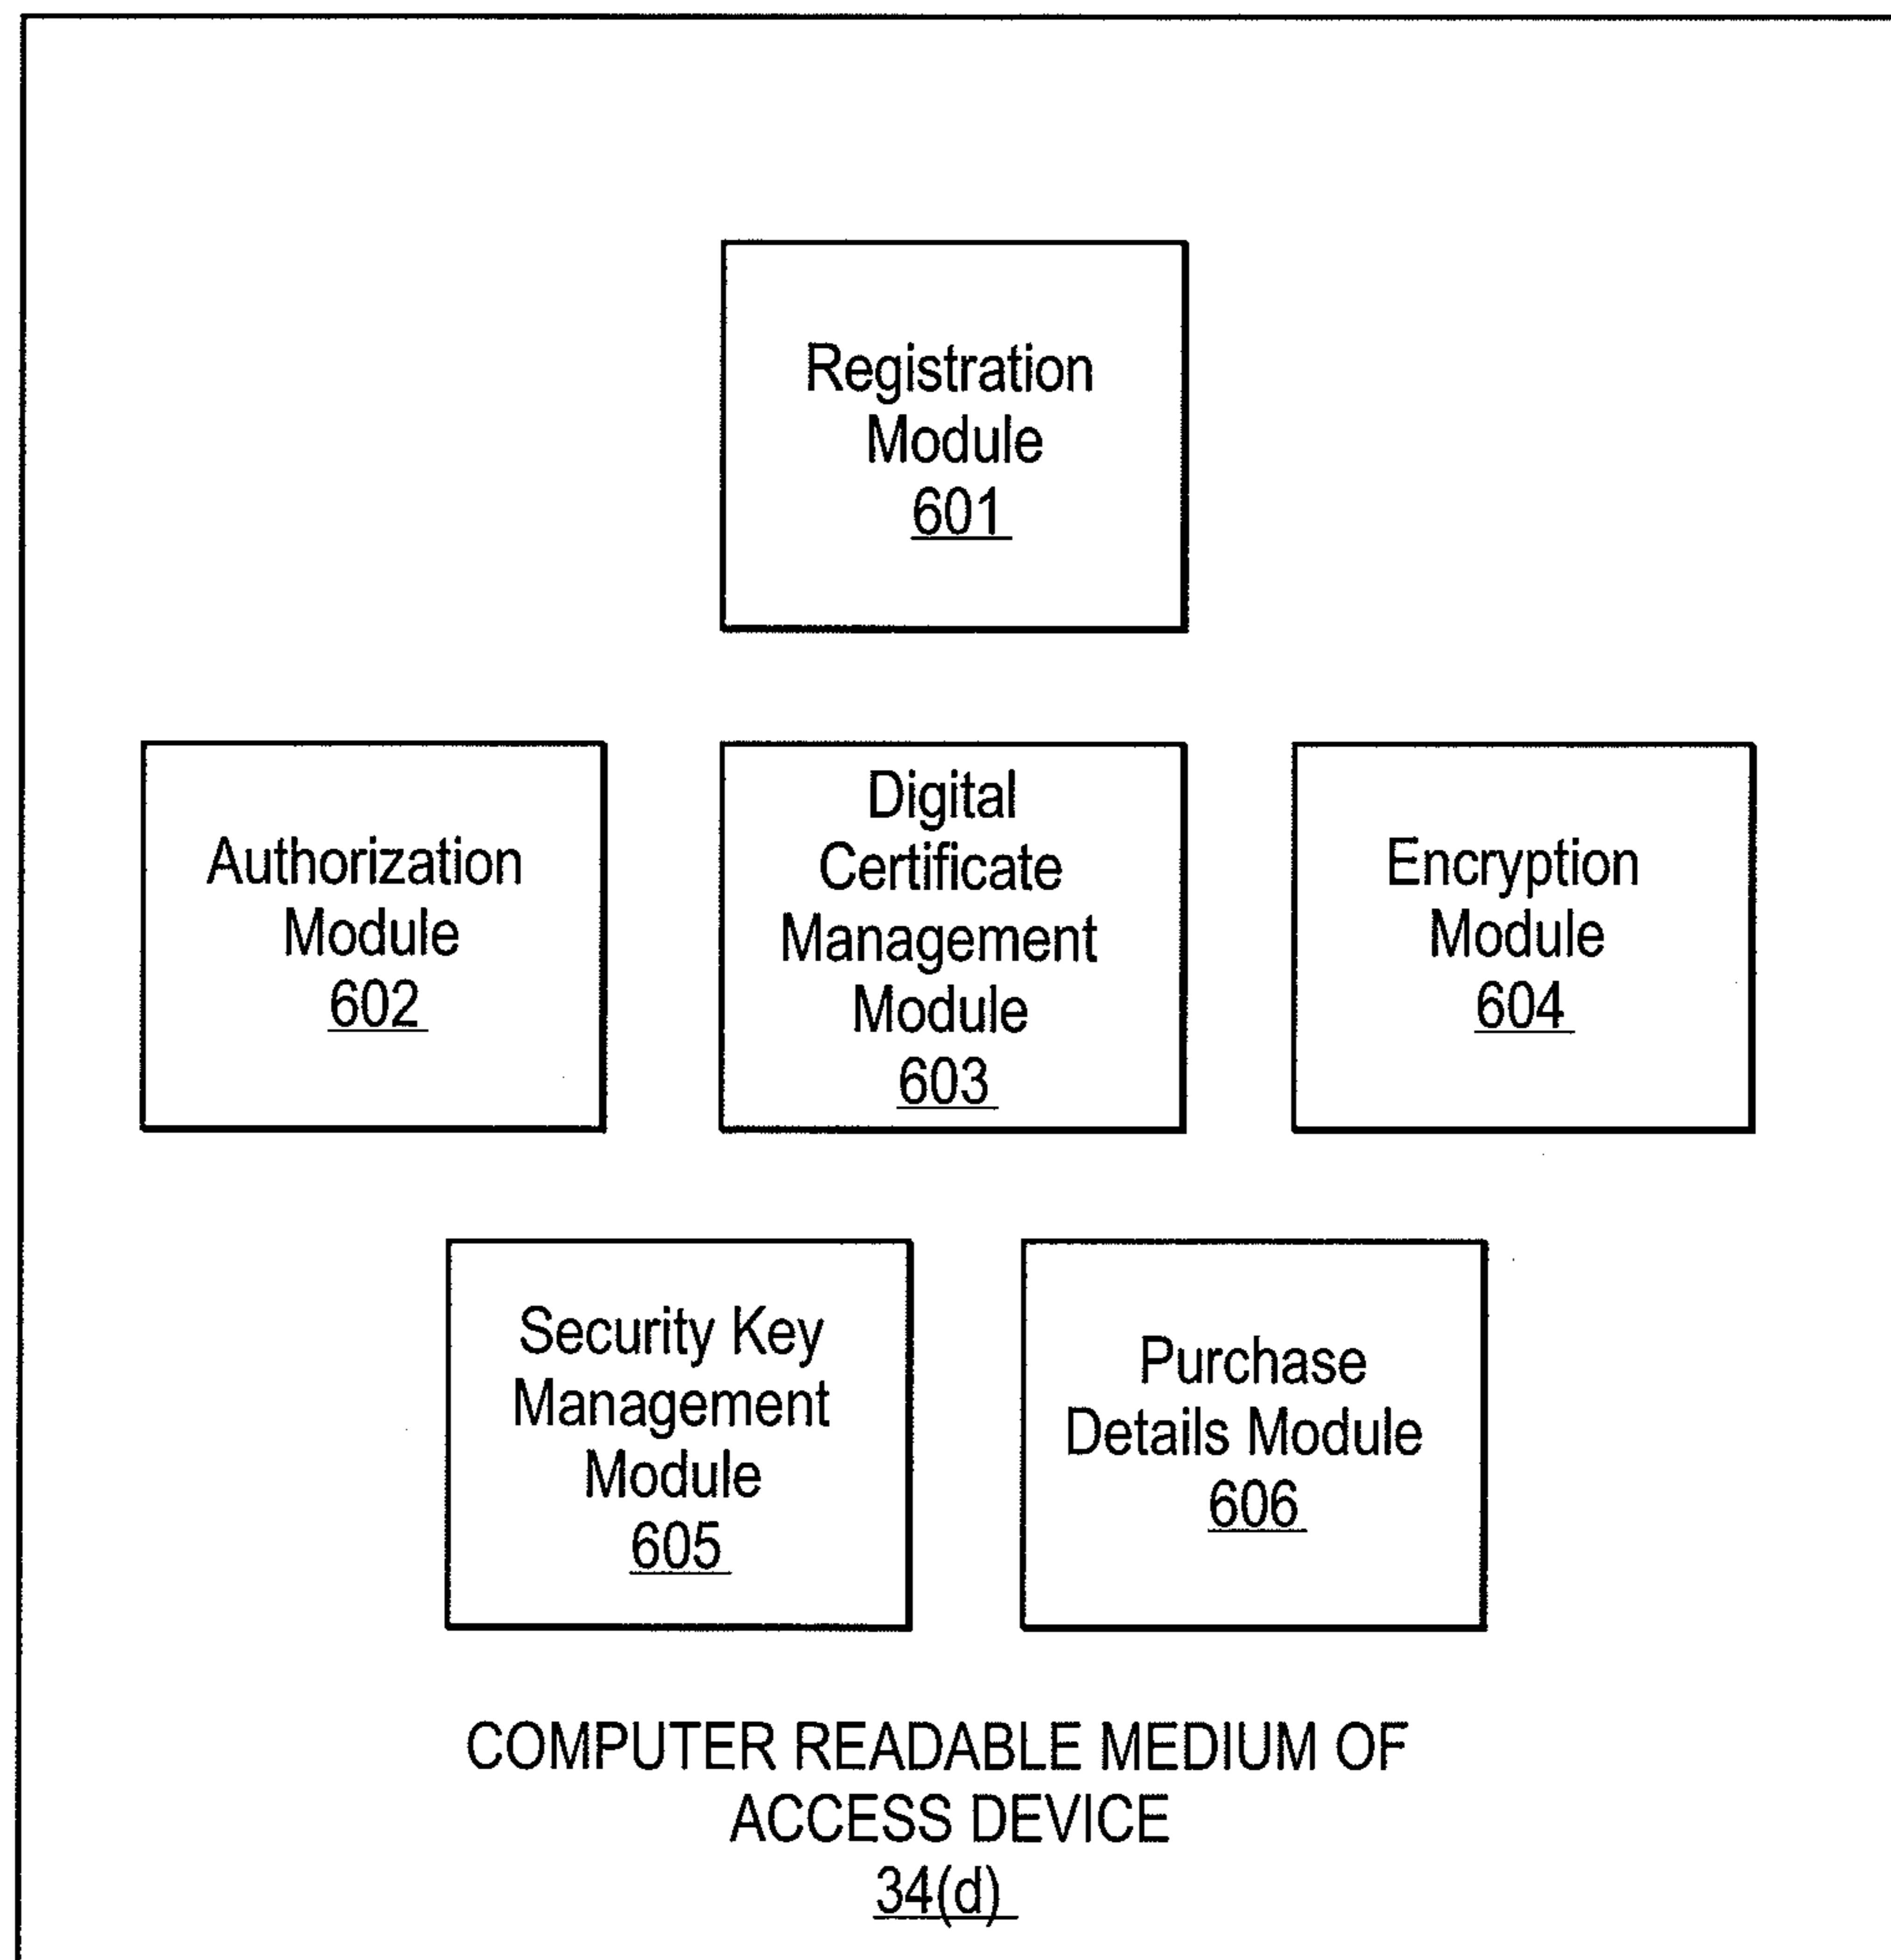 Registration
Module
601
Authorization
Module
602
Digital
Certificate
Management
Module
603
Encryption
Module
604
Security Key
Management
Module
605
Purchase
Details Module
606
COMPUTER READABLE MEDIUM OF
ACCESS DEVICE
34(d)